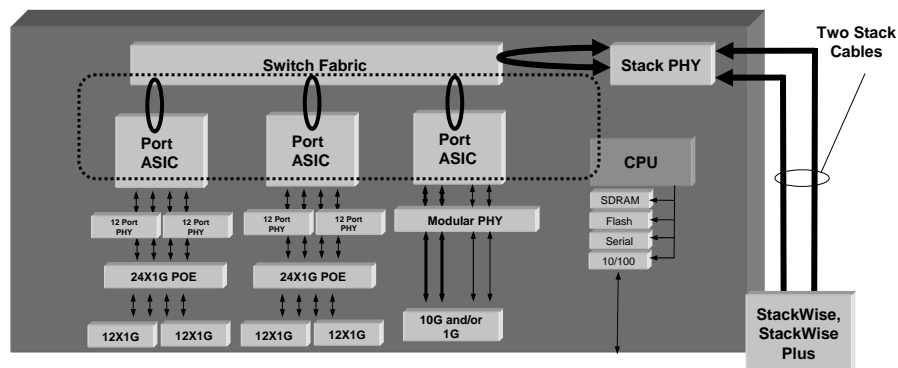 Two Stack
Cables
Switch Fabric
Stack PHY
Port
ASIC
Port
ASIC
Port
ASIC
CPU
SDRAM
Flash
Serial
10/100
12 Port
PHY
12 Port
PHY
12 Port
PHY
12 Port
PHY
Modular PHY
24X1G POE
24X1G POE
12X1G
12X1G
12X1G
12X1G
10G and/or
1G
StackWise,
StackWise
Plus